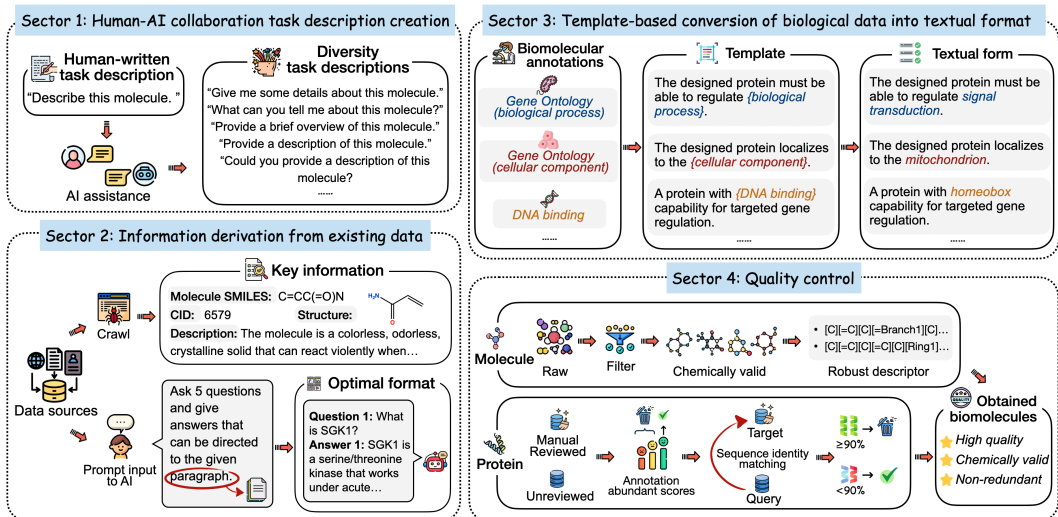 Sector 1: Human-AI collaboration task description creation
Human-written
task description
“Describe this molecule. ”
AI assistance
Diversity
task descriptions
“Give me some details about this molecule.”
“What can you tell me about this molecule?”
“Provide a brief overview of this molecule.”
“Provide a description of this molecule.”
“Could you provide a description of this
molecule?
……
Sector 2: Information derivation from existing data
Data sources
Crawl
Key information
Molecule SMILES: C=CC(=O)N
CID: 6579
Structure:
H₂N
O
Description: The molecule is a colorless, odorless,
crystalline solid that can react violently when…
Prompt input
to AI
Ask 5 questions
and give
answers that
can be directed
to the given
paragraph.
Optimal format
Question 1: What
is SGK1?
Answer 1: SGK1 is
a serine/threonine
kinase that works
under acute…
Sector 3: Template-based conversion of biological data into textual format
Biomolecular
annotations
Gene Ontology
(biological process)
Gene Ontology
(cellular component)
DNA binding
……
Template
The designed protein must be
able to regulate {biological
process}.
The designed protein localizes
to the {cellular component}.
A protein with {DNA binding}
capability for targeted gene
regulation.
……
Textual form
The designed protein must be
able to regulate signal
transduction.
The designed protein localizes
to the mitochondrion.
A protein with homeobox
capability for targeted gene
regulation.
……
Sector 4: Quality control
Molecule
Raw
Filter
Chemically valid
• [C][=C][C][=Branch1][C]…
• [C][=C][C][=C][C][Ring1]…
Robust descriptor
Protein
Manual
Reviewed
Unreviewed
Annotation
abundant scores
Target
Sequence identity
matching
Query
≥90%
<90%
QUALITY
Obtained
biomolecules
High quality
Chemically valid
Non-redundant